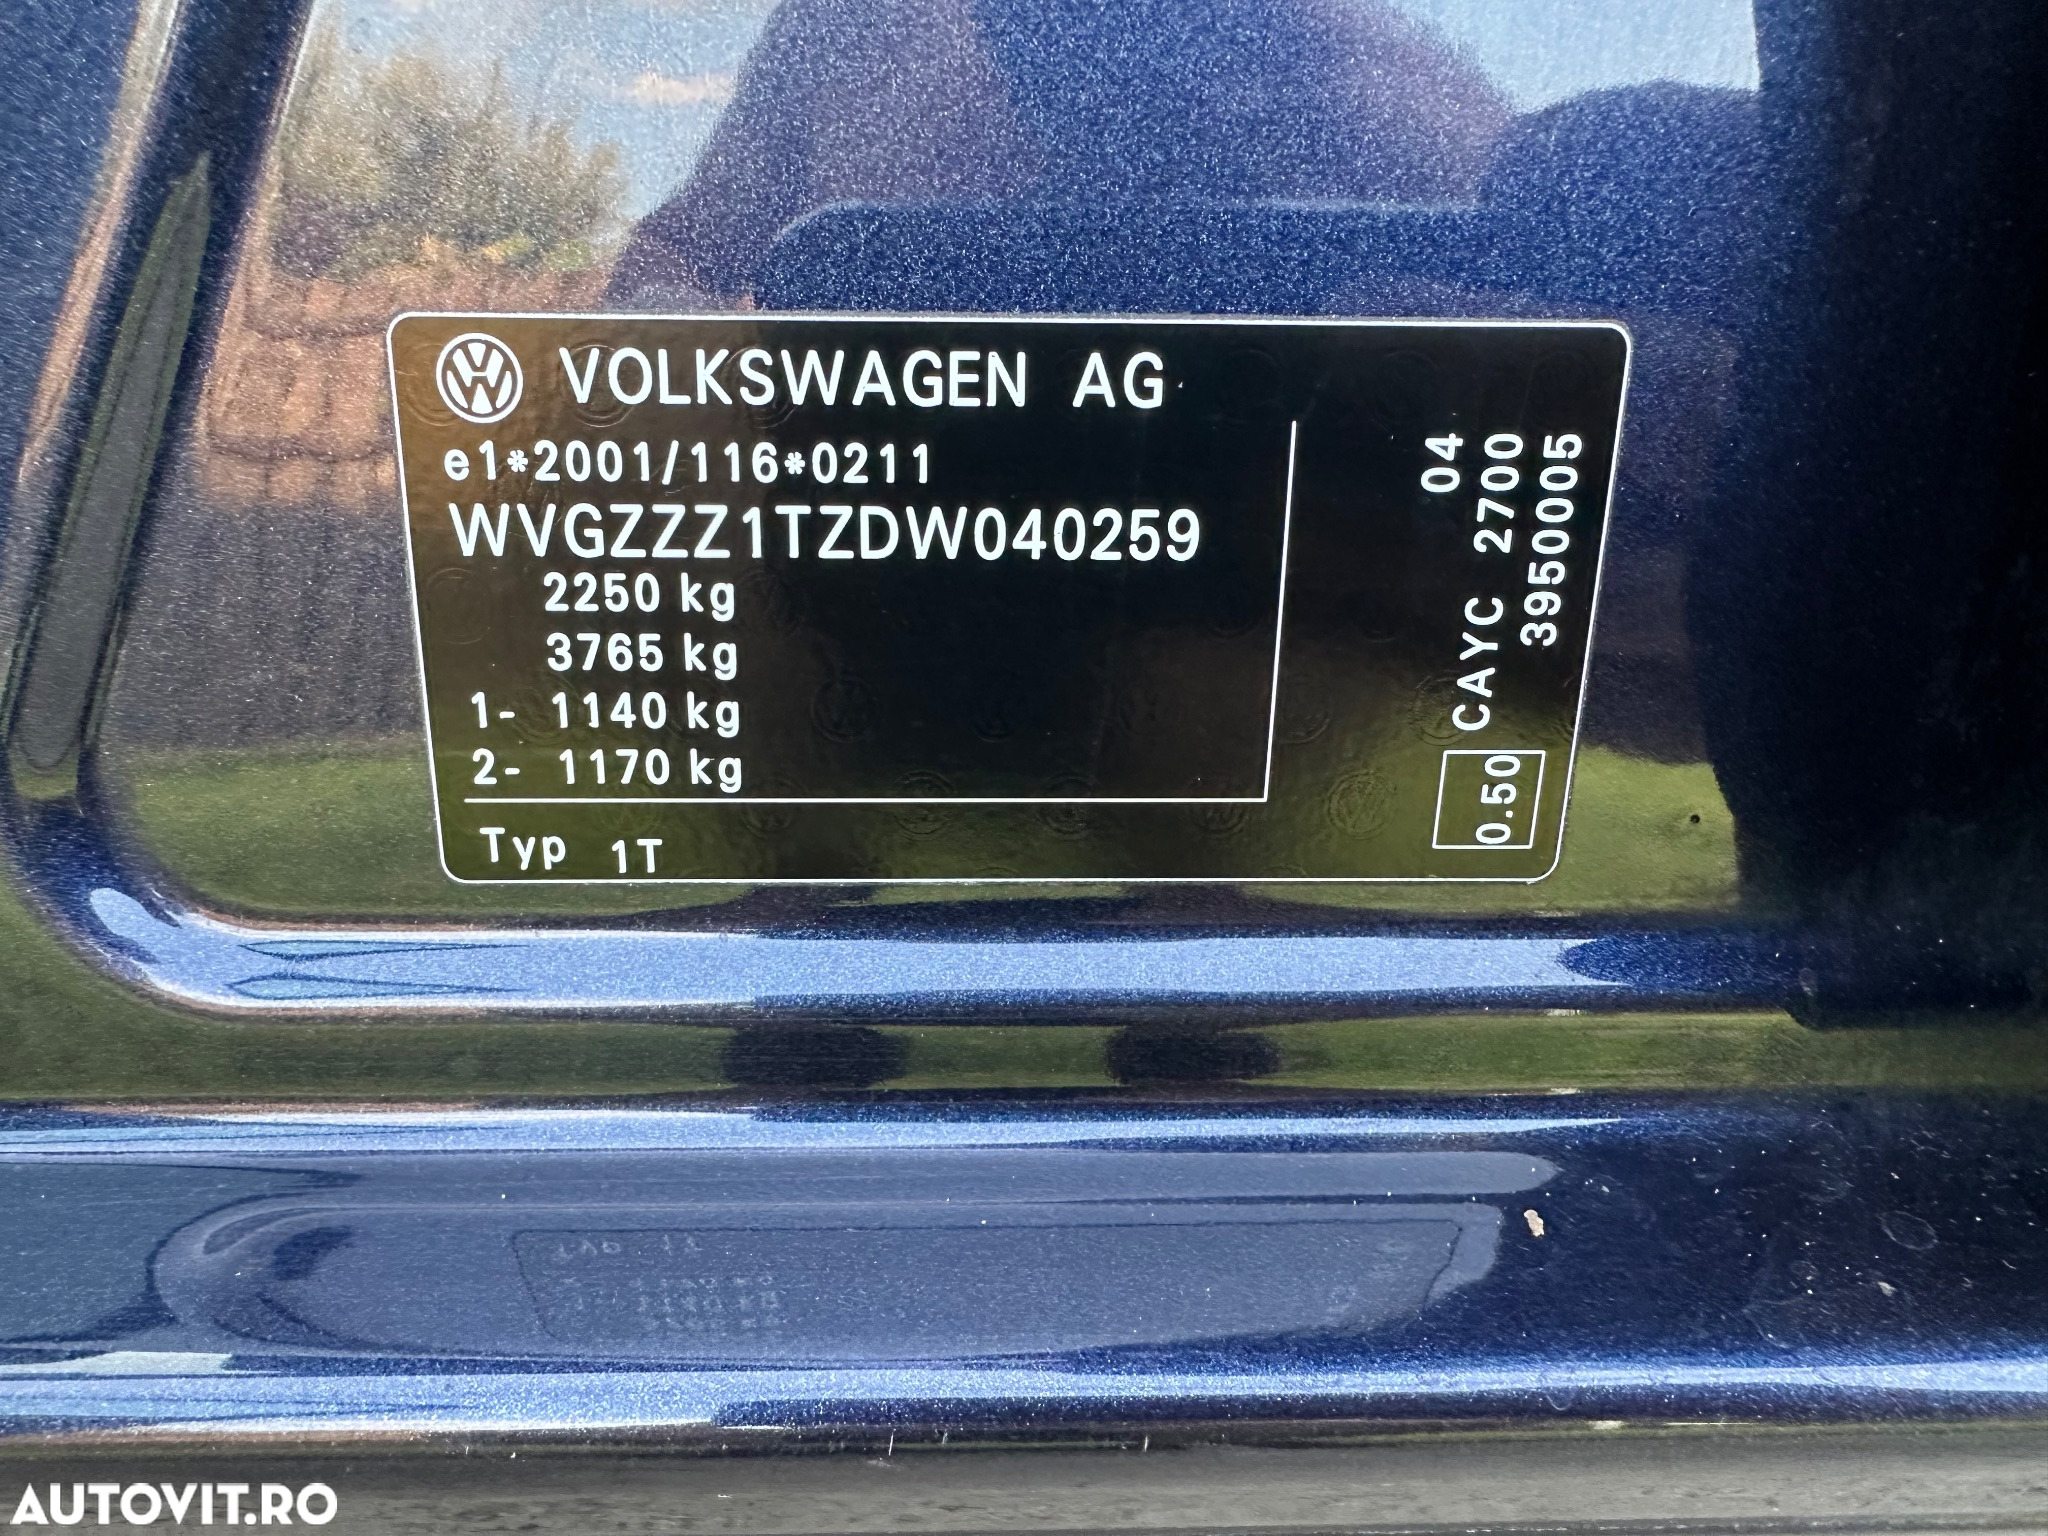 VOLKSWAGEN AG
e1*2001/116*0211
WVGZZZ1TZDW040259
2250 kg
3765 kg
1- 1140 kg
2- 1170 kg
Typ 1T
04
0.50 CAYC 2700
3950005
AUTOVIT.RO